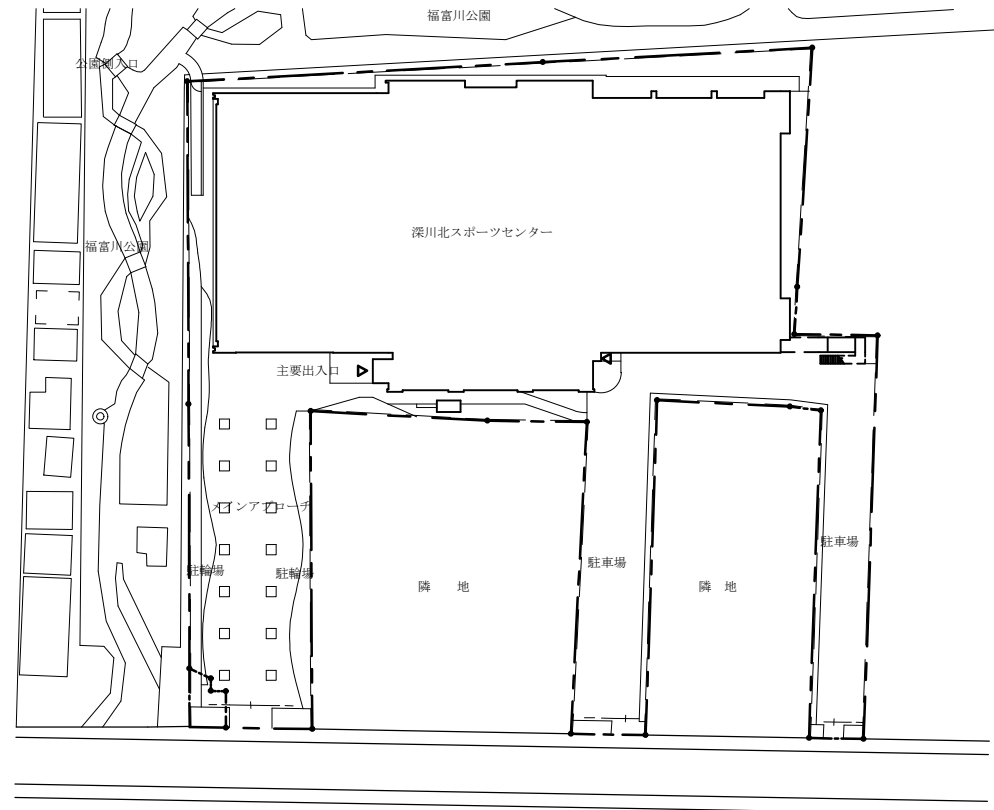 福富川公園
公園側入口
深川北スポーツセンター
福富川公園
主要出入口
メインアプローチ
駐車場
駐車場
駐輪場
駐輪場
隣　地
隣　地